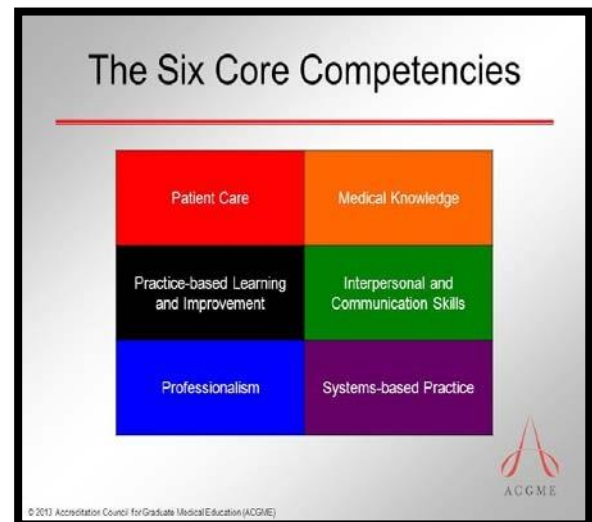 The Six Core Competencies
Patient Care
Medical Knowledge
Practice-based Learning
and Improvement
Interpersonal and
Communication Skills
Professionalism
Systems-based Practice
ACGME
© 2013 Accreditation Council for Graduate Medical Education (ACGME)